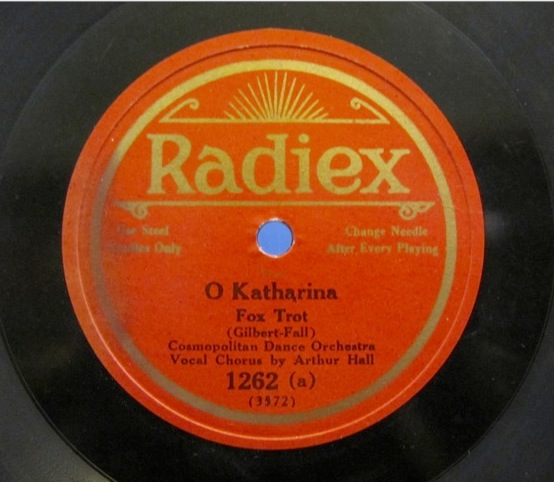 Radiex
Use Steel
Needles Only
Change Needle
After Every Playing
O Katharina
Fox Trot
(Gilbert-Fall)
Cosmopolitan Dance Orchestra
Vocal Chorus by Arthur Hall
1262 (a)
(3572)